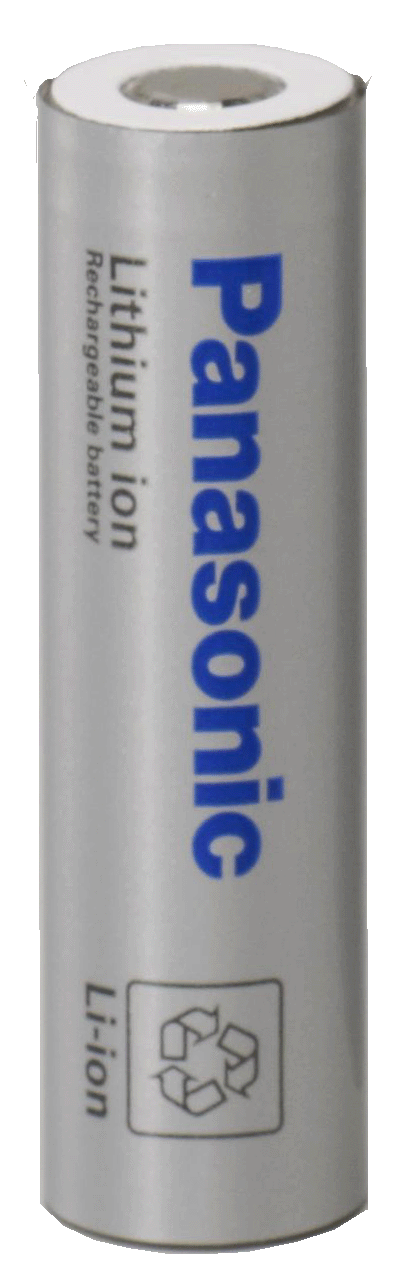 Panasonic
Lithium ion
Rechargeable battery
Li-ion